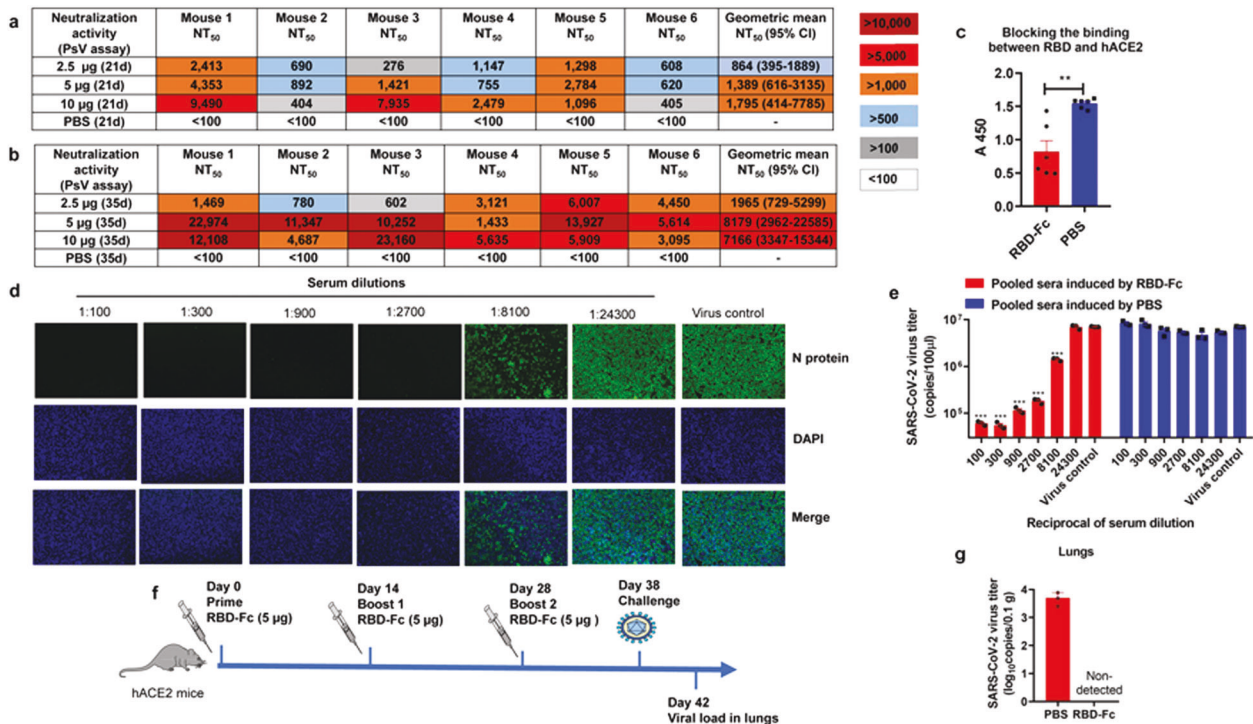 a
Neutralization activity (PsV assay) Mouse 1 NT50 Mouse 2 NT50 Mouse 3 NT50 Mouse 4 NT50 Mouse 5 NT50 Mouse 6 NT50 Geometric mean NT50 (95% CI)
2.5 µg (21d) 2,413 690 276 1,147 1,298 608 864 (395-1889)
5 µg (21d) 4,353 892 1,421 755 2,784 620 1,389 (616-3135)
10 µg (21d) 9,490 404 7,935 2,479 1,096 405 1,795 (414-7785)
PBS (21d) <100 <100 <100 <100 <100 <100 -
b
Neutralization activity (PsV assay) Mouse 1 NT50 Mouse 2 NT50 Mouse 3 NT50 Mouse 4 NT50 Mouse 5 NT50 Mouse 6 NT50 Geometric mean NT50 (95% CI)
2.5 µg (35d) 1,469 780 602 3,121 6,007 4,450 1965 (729-5299)
5 µg (35d) 22,974 11,347 10,252 1,433 13,927 5,614 8179 (2962-22585)
10 µg (35d) 12,108 4,687 23,160 5,635 5,909 3,095 7166 (3347-15344)
PBS (35d) <100 <100 <100 <100 <100 <100 -
>10,000
>5,000
>1,000
>500
>100
<100
c
Blocking the binding
between RBD and hACE2
**
A 450
2.0
1.5
1.0
0.5
0.0
RBD-Fc PBS
d
Serum dilutions
1:100 1:300 1:900 1:2700 1:8100 1:24300 Virus control
N protein
DAPI
Merge
e
Pooled sera induced by RBD-Fc
Pooled sera induced by PBS
SARS-CoV-2 virus titer
(copies/100µl)
10^7
10^6
10^5
*** *** *** *** ***
100 300 900 2700 8100 24300 Virus control 100 300 900 2700 8100 24300 Virus control
Reciprocal of serum dilution
f
Day 0
Prime
RBD-Fc (5 µg)
Day 14
Boost 1
RBD-Fc (5 µg)
Day 28
Boost 2
RBD-Fc (5 µg )
Day 38
Challenge
hACE2 mice
Day 42
Viral load in lungs
g
Lungs
SARS-CoV-2 virus titer
(log10copies/0.1 g)
4
3
2
1
0
Non-
detected
PBS RBD-Fc